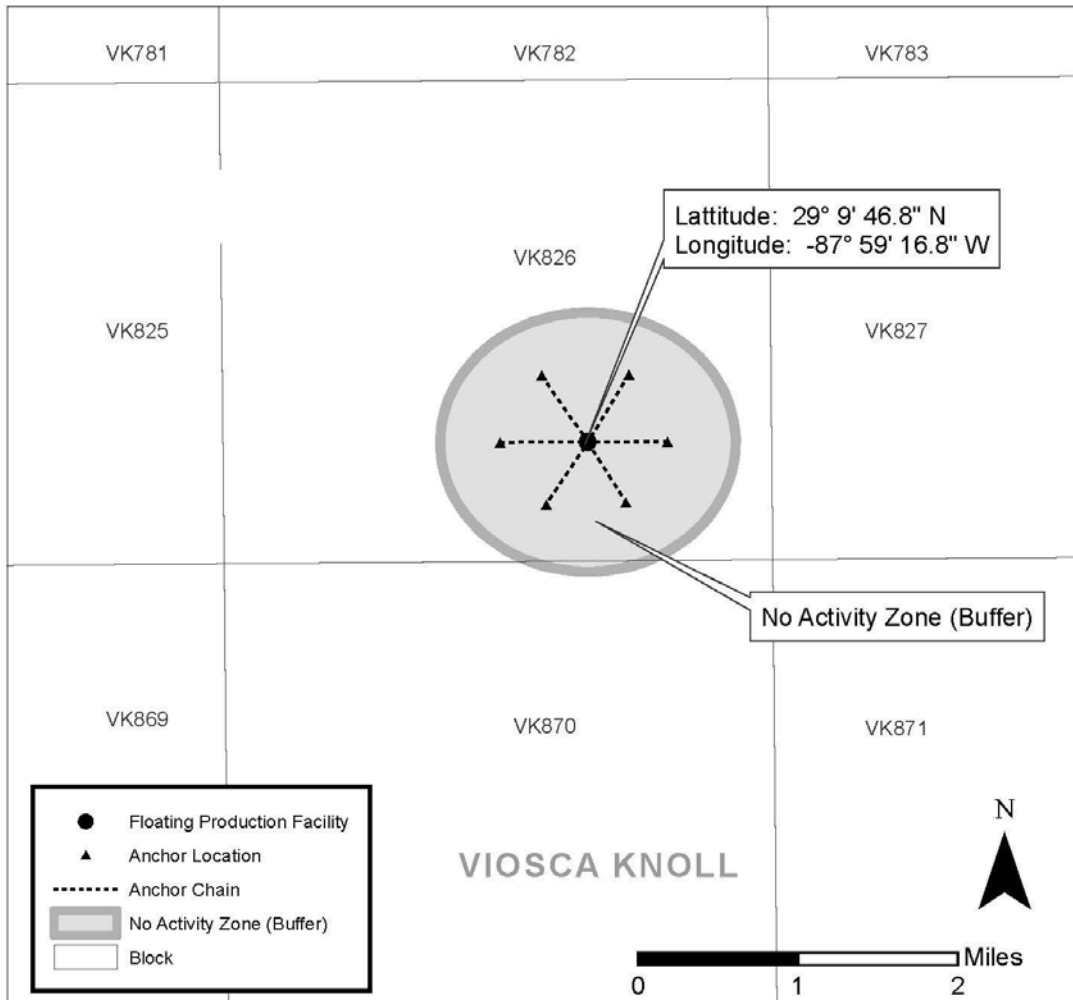 VK781
VK782
VK783
Lattitude:  29° 9' 46.8" N
Longitude:  -87° 59' 16.8" W
VK826
VK825
VK827
No Activity Zone (Buffer)
VK869
VK870
VK871
Floating Production Facility
Anchor Location
Anchor Chain
No Activity Zone (Buffer)
Block
VIOSCA KNOLL
N
Miles
0 1 2